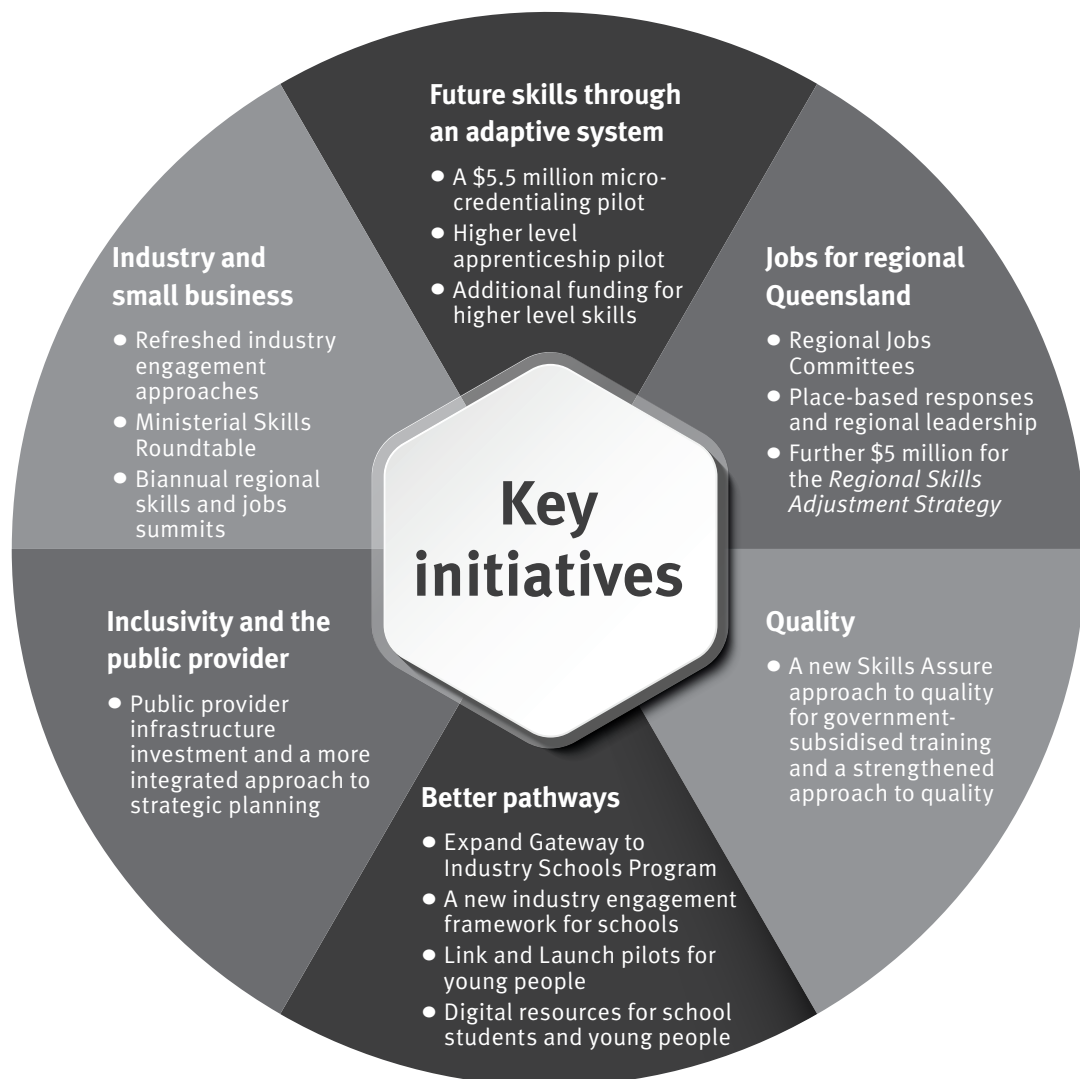 Future skills through
an adaptive system
● A $5.5 million micro-
credentialing pilot
● Higher level
apprenticeship pilot
● Additional funding for
higher level skills
Jobs for regional
Queensland
● Regional Jobs
Committees
● Place-based responses
and regional leadership
● Further $5 million for
the Regional Skills
Adjustment Strategy
Quality
● A new Skills Assure
approach to quality
for government-
subsidised training
and a strengthened
approach to quality
Better pathways
● Expand Gateway to
Industry Schools Program
● A new industry engagement
framework for schools
● Link and Launch pilots for
young people
● Digital resources for school
students and young people
Inclusivity and the
public provider
● Public provider
infrastructure
investment and a more
integrated approach to
strategic planning
Industry and
small business
● Refreshed industry
engagement
approaches
● Ministerial Skills
Roundtable
● Biannual regional
skills and jobs
summits
Key
initiatives